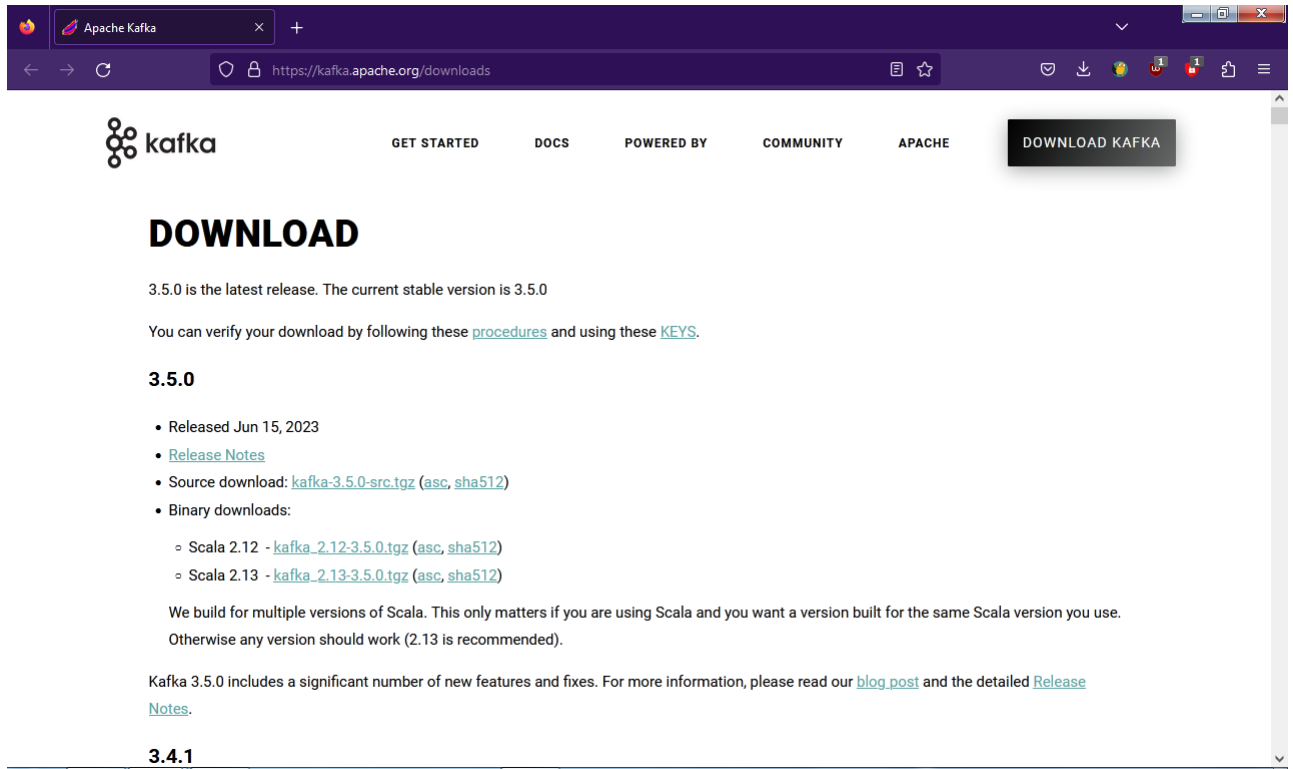 Apache Kafka
https://kafka.apache.org/downloads
1
1
kafka
GET STARTED
DOCS
POWERED BY
COMMUNITY
APACHE
DOWNLOAD KAFKA
DOWNLOAD
3.5.0 is the latest release. The current stable version is 3.5.0
You can verify your download by following these procedures and using these KEYS.
3.5.0
• Released Jun 15, 2023
• Release Notes
• Source download: kafka-3.5.0-src.tgz (asc, sha512)
• Binary downloads:
◦ Scala 2.12 - kafka_2.12-3.5.0.tgz (asc, sha512)
◦ Scala 2.13 - kafka_2.13-3.5.0.tgz (asc, sha512)
We build for multiple versions of Scala. This only matters if you are using Scala and you want a version built for the same Scala version you use.
Otherwise any version should work (2.13 is recommended).
Kafka 3.5.0 includes a significant number of new features and fixes. For more information, please read our blog post and the detailed Release
Notes.
3.4.1